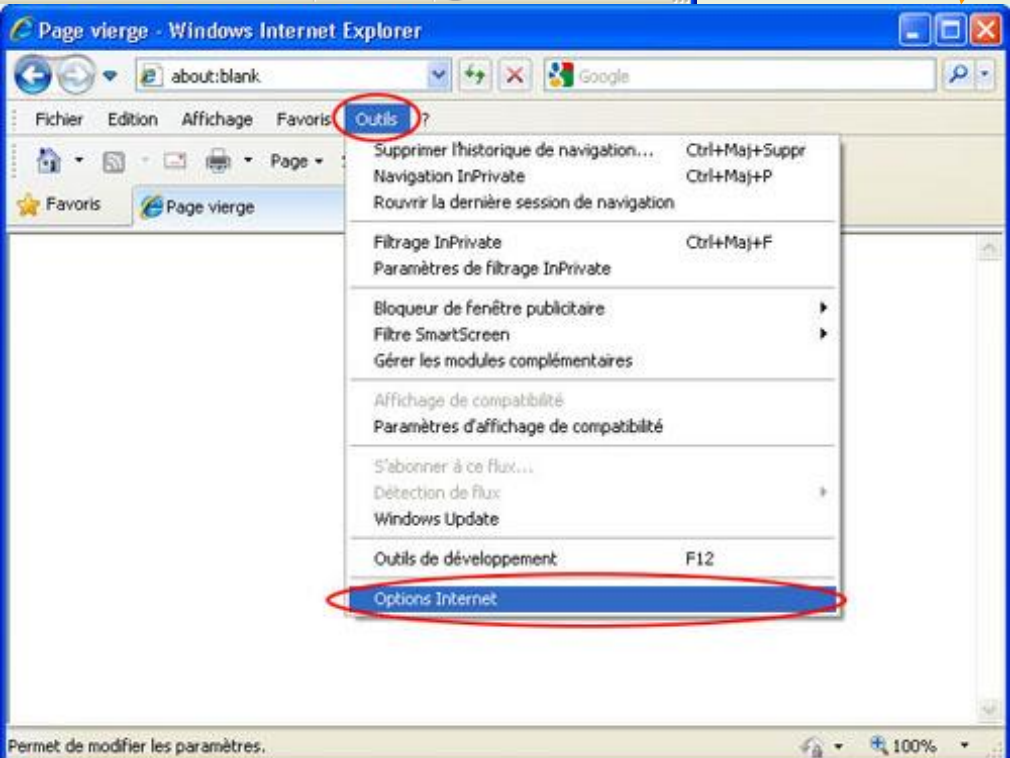 Page vierge - Windows Internet Explorer
about:blank
Google
Fichier Edition Affichage Favoris Outils ?
Page
Favoris Page vierge
Supprimer l'historique de navigation... Ctrl+Maj+Suppr
Navigation InPrivate Ctrl+Maj+P
Rouvrir la dernière session de navigation
Filtrage InPrivate Ctrl+Maj+F
Paramètres de filtrage InPrivate
Bloqueur de fenêtre publicitaire
Filtre SmartScreen
Gérer les modules complémentaires
Affichage de compatibilité
Paramètres d'affichage de compatibilité
S'abonner à ce flux...
Détection de flux
Windows Update
Outils de développement F12
Options Internet
Permet de modifier les paramètres.
100%